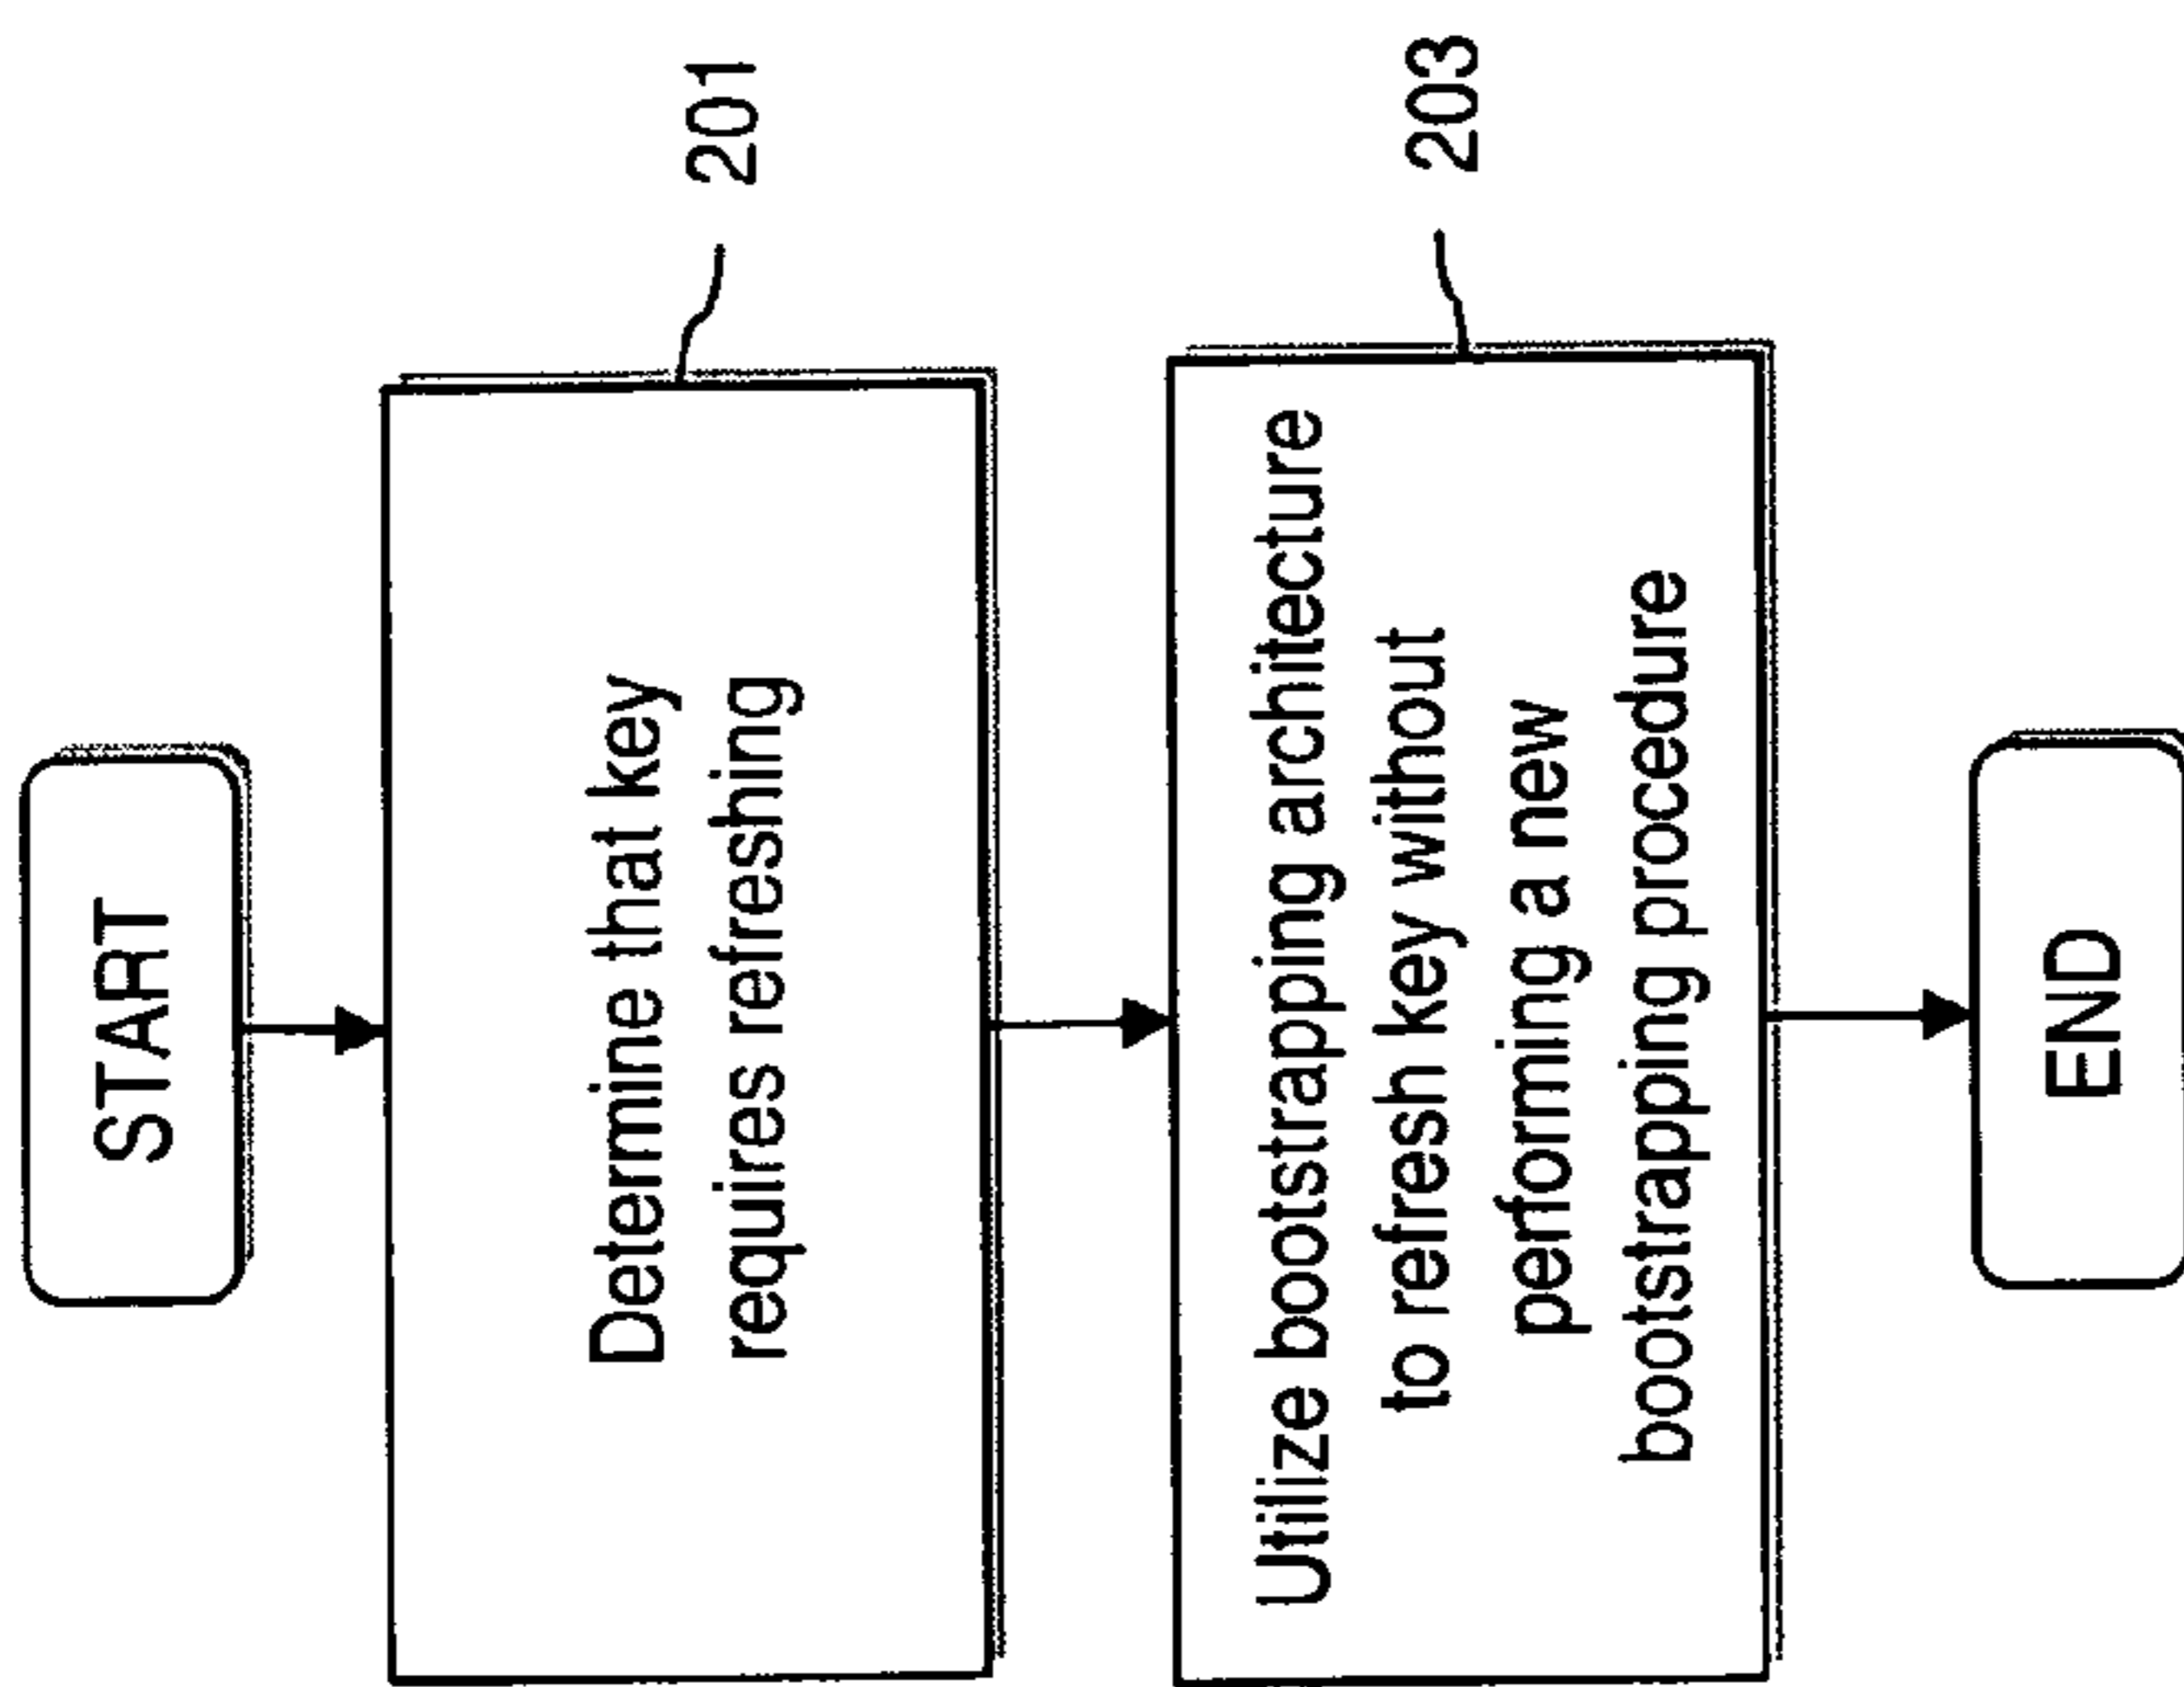 START
Determine that key
requires refreshing
201
Utilize bootstrapping architecture
to refresh key without
performing a new
bootstrapping procedure
203
END